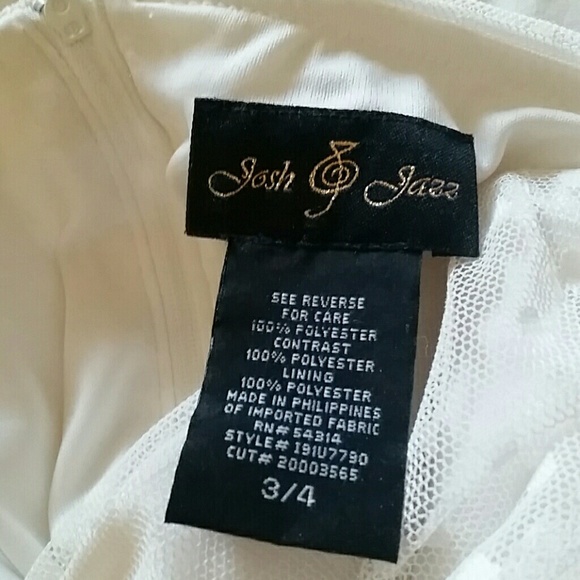 Josh & Jazz
SEE REVERSE
FOR CARE
100% POLYESTER
CONTRAST
100% POLYESTER
LINING
100% POLYESTER
MADE IN PHILIPPINES
OF IMPORTED FABRIC
RN# 54314
STYLE# I91U7790
CUT# 20003565
3/4